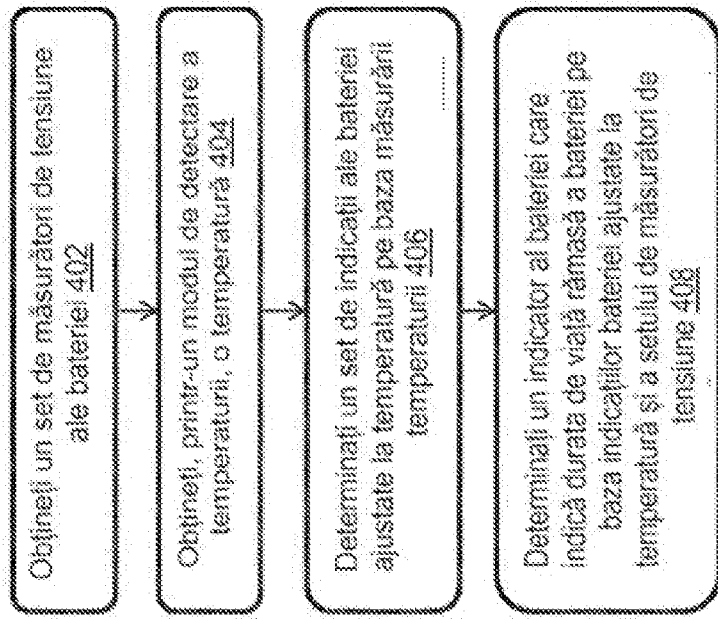 Obțineți un set de măsurători de tensiune
ale bateriei 402
Obțineți, printr-un modul de detectare a
temperaturii, o temperatură 404
Determinați un set de indicații ale bateriei
ajustate la temperatură pe baza măsurării
temperaturii 406
Determinați un indicator al bateriei care
indică durata de viață rămasă a bateriei pe
baza indicațiilor bateriei ajustate la
temperatură și a setului de măsurători de
tensiune 408